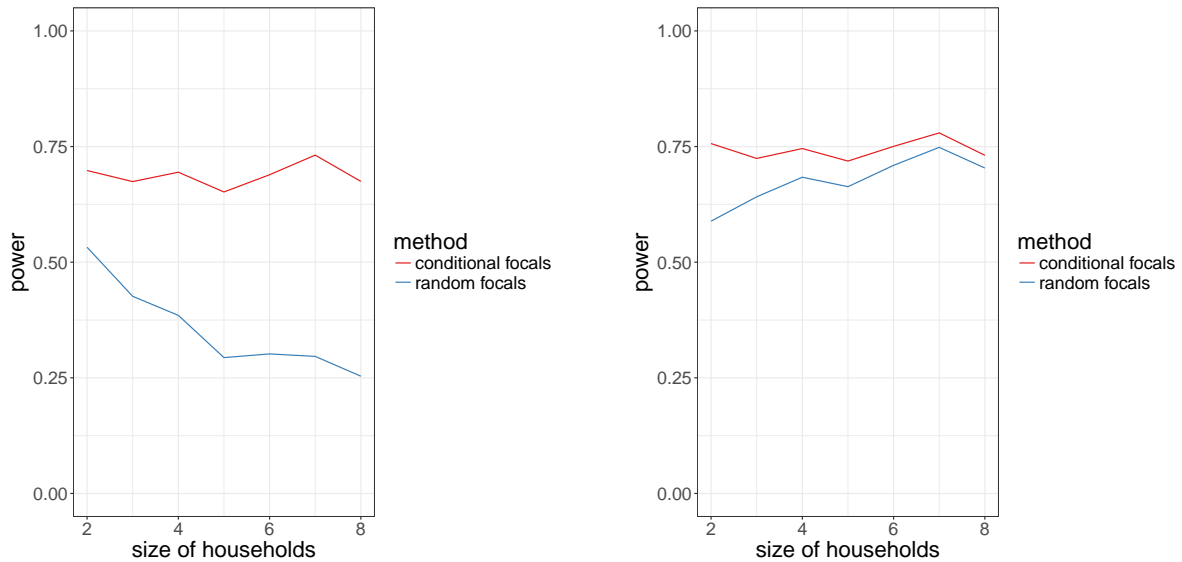 1.00
0.75
0.50
0.25
0.00
power
2 4 6 8
size of households
method
conditional focals
random focals
1.00
0.75
0.50
0.25
0.00
power
2 4 6 8
size of households
method
conditional focals
random focals